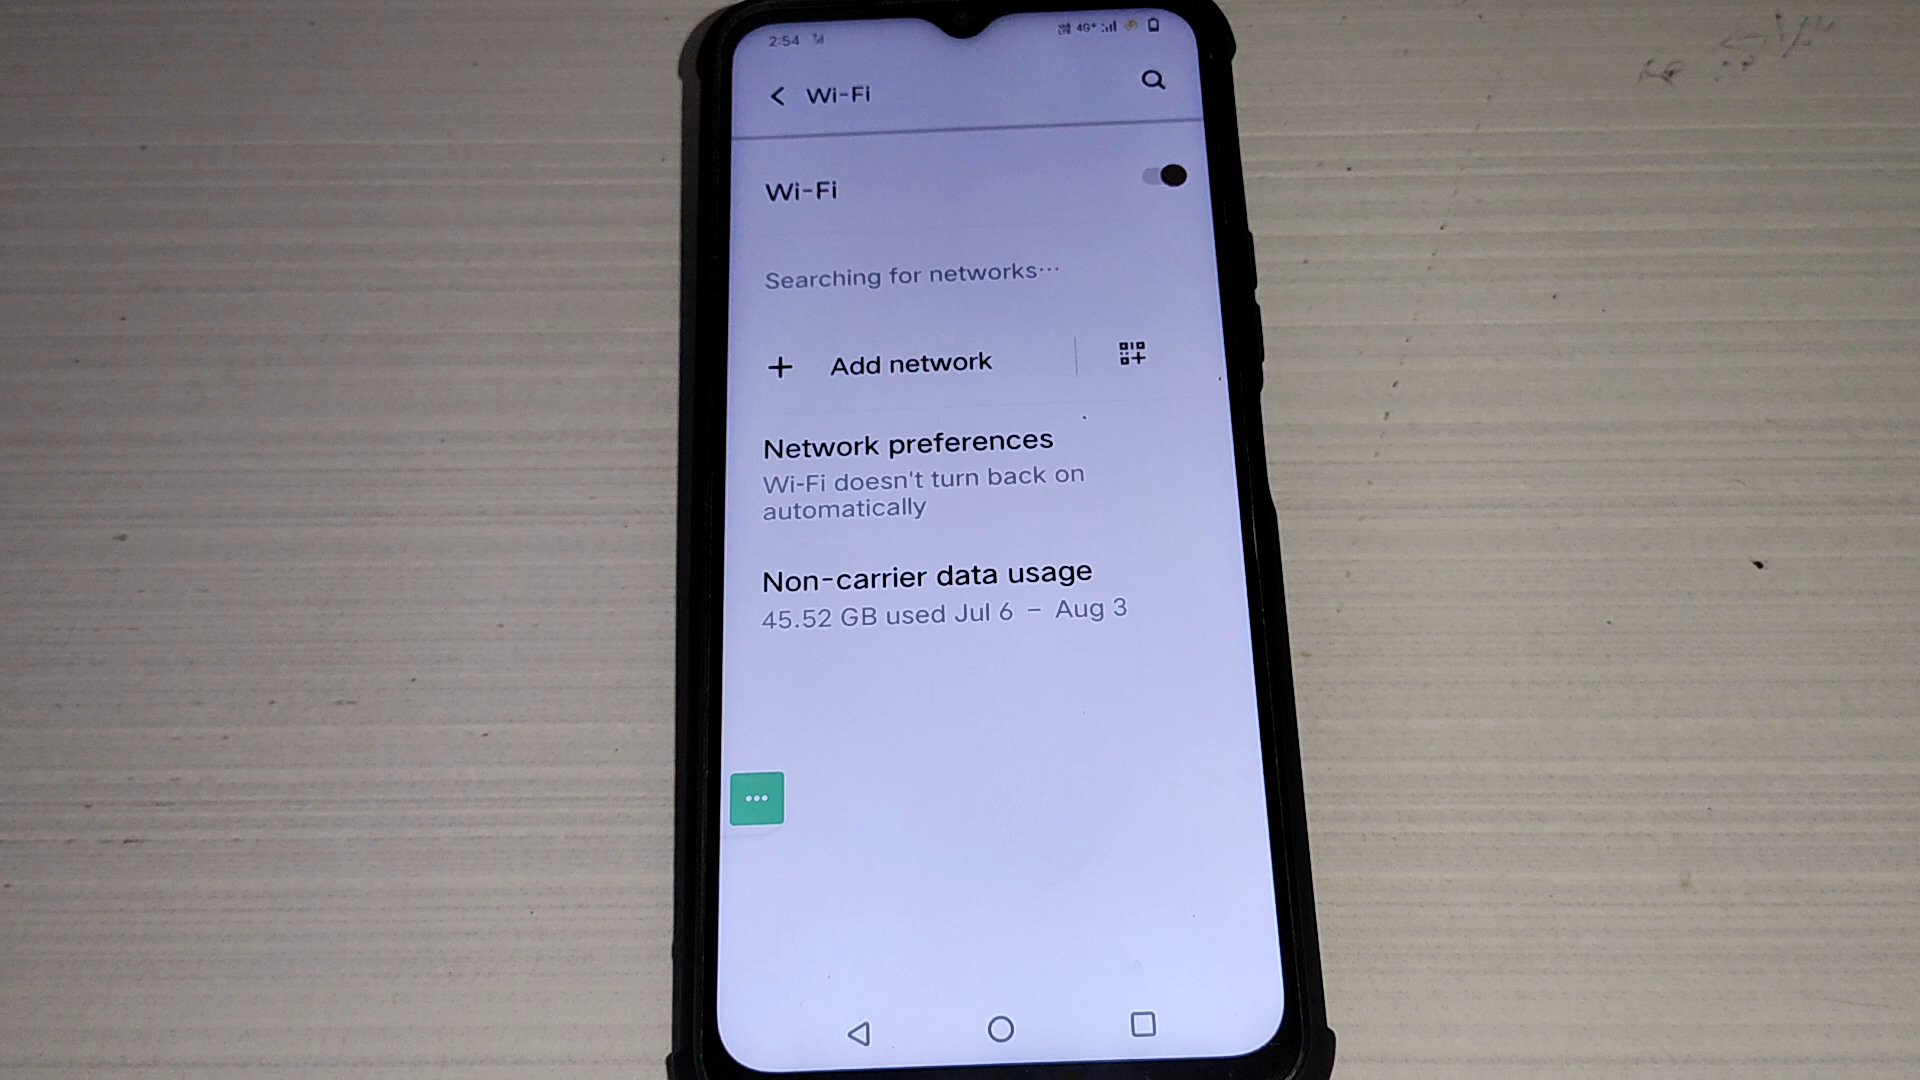 2:54
4G+
Wi-Fi
Wi-Fi
Searching for networks...
Add network
Network preferences
Wi-Fi doesn't turn back on
automatically
Non-carrier data usage
45.52 GB used Jul 6 – Aug 3